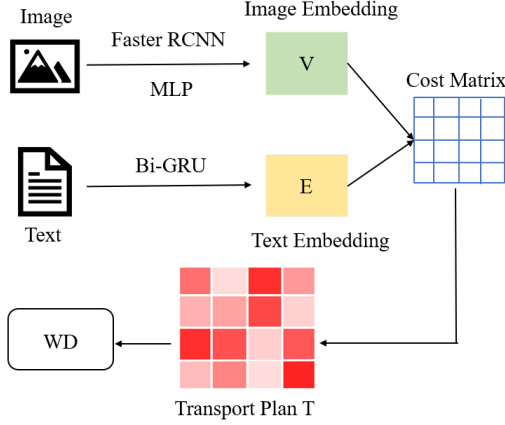 Image
Faster RCNN
MLP
Image Embedding
V
Cost Matrix
Bi-GRU
E
Text
Text Embedding
WD
Transport Plan T